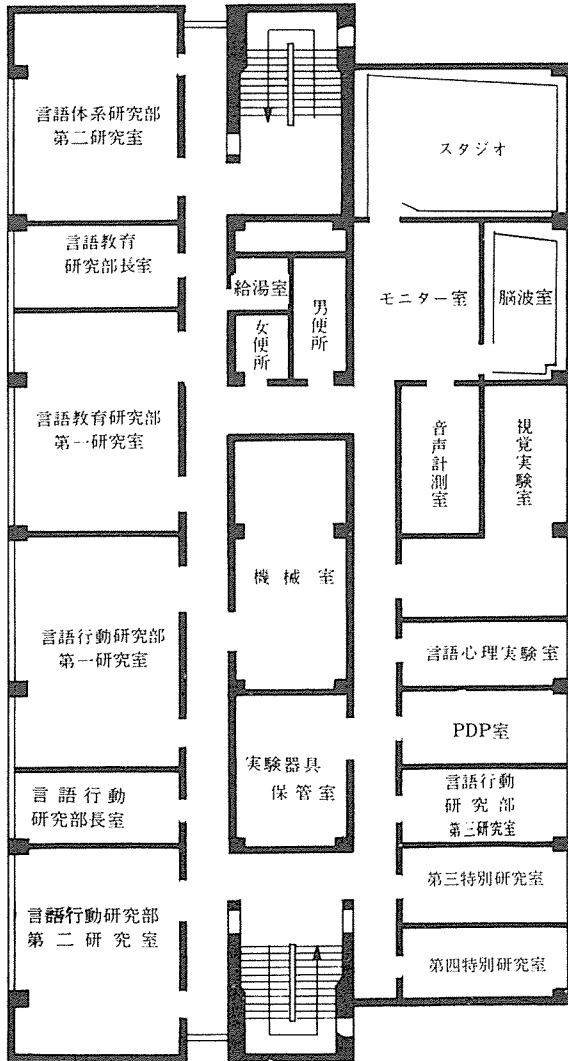 言語体系研究部
第二研究室
スタジオ
言語教育
研究部長室
給湯室
女便所
男便所
モニター室
脳波室
言語教育研究部
第一研究室
音声計測室
視覚実験室
機械室
言語行動研究部
第一研究室
言語心理実験室
PDP室
実験器具
保管室
言語行動
研究部長室
言語行動
研究部
第三研究室
第三特別研究室
言語行動研究部
第二研究室
第四特別研究室